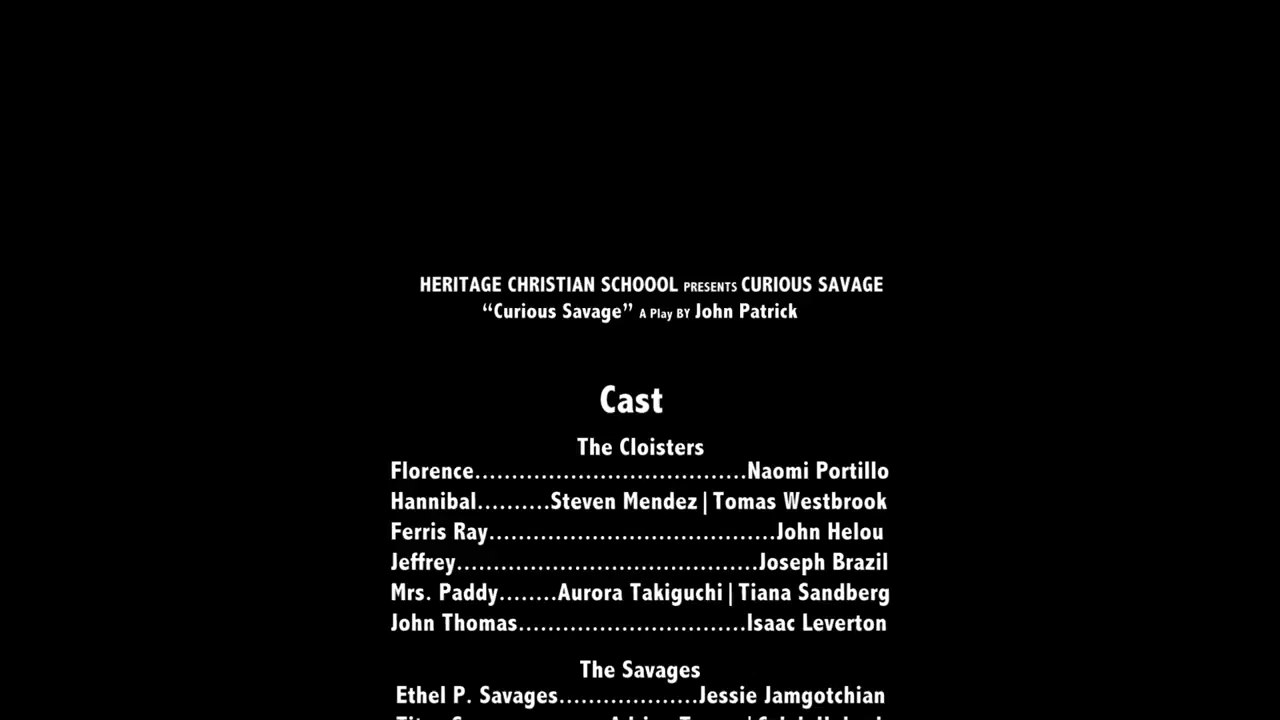 HERITAGE CHRISTIAN SCHOOOL PRESENTS CURIOUS SAVAGE
“Curious Savage” A Play BY John Patrick
Cast
The Cloisters
Florence.....................................Naomi Portillo
Hannibal..........Steven Mendez|Tomas Westbrook
Ferris Ray.......................................John Helou
Jeffrey.........................................Joseph Brazil
Mrs. Paddy........Aurora Takiguchi|Tiana Sandberg
John Thomas...............................Isaac Leverton
The Savages
Ethel P. Savages...................Jessie Jamgotchian